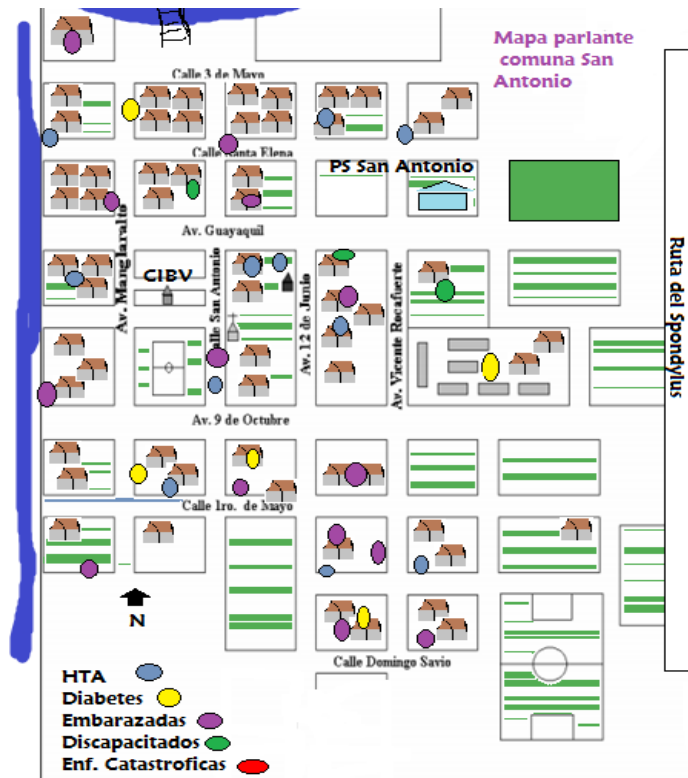 Mapa parlante
comuna San
Antonio
Calle 3 de Mayo
Calle Santa Elena
PS San Antonio
Av. Guayaquil
Av. Manglaralto
CIBV
Calle San Antonio
Av. 12 de Junio
Av. Vicente Rocafuerte
Ruta del Spondylus
Av. 9 de Octubre
Calle 1ro. de Mayo
N
Calle Domingo Savio
HTA
Diabetes
Embarazadas
Discapacitados
Enf. Catastroficas